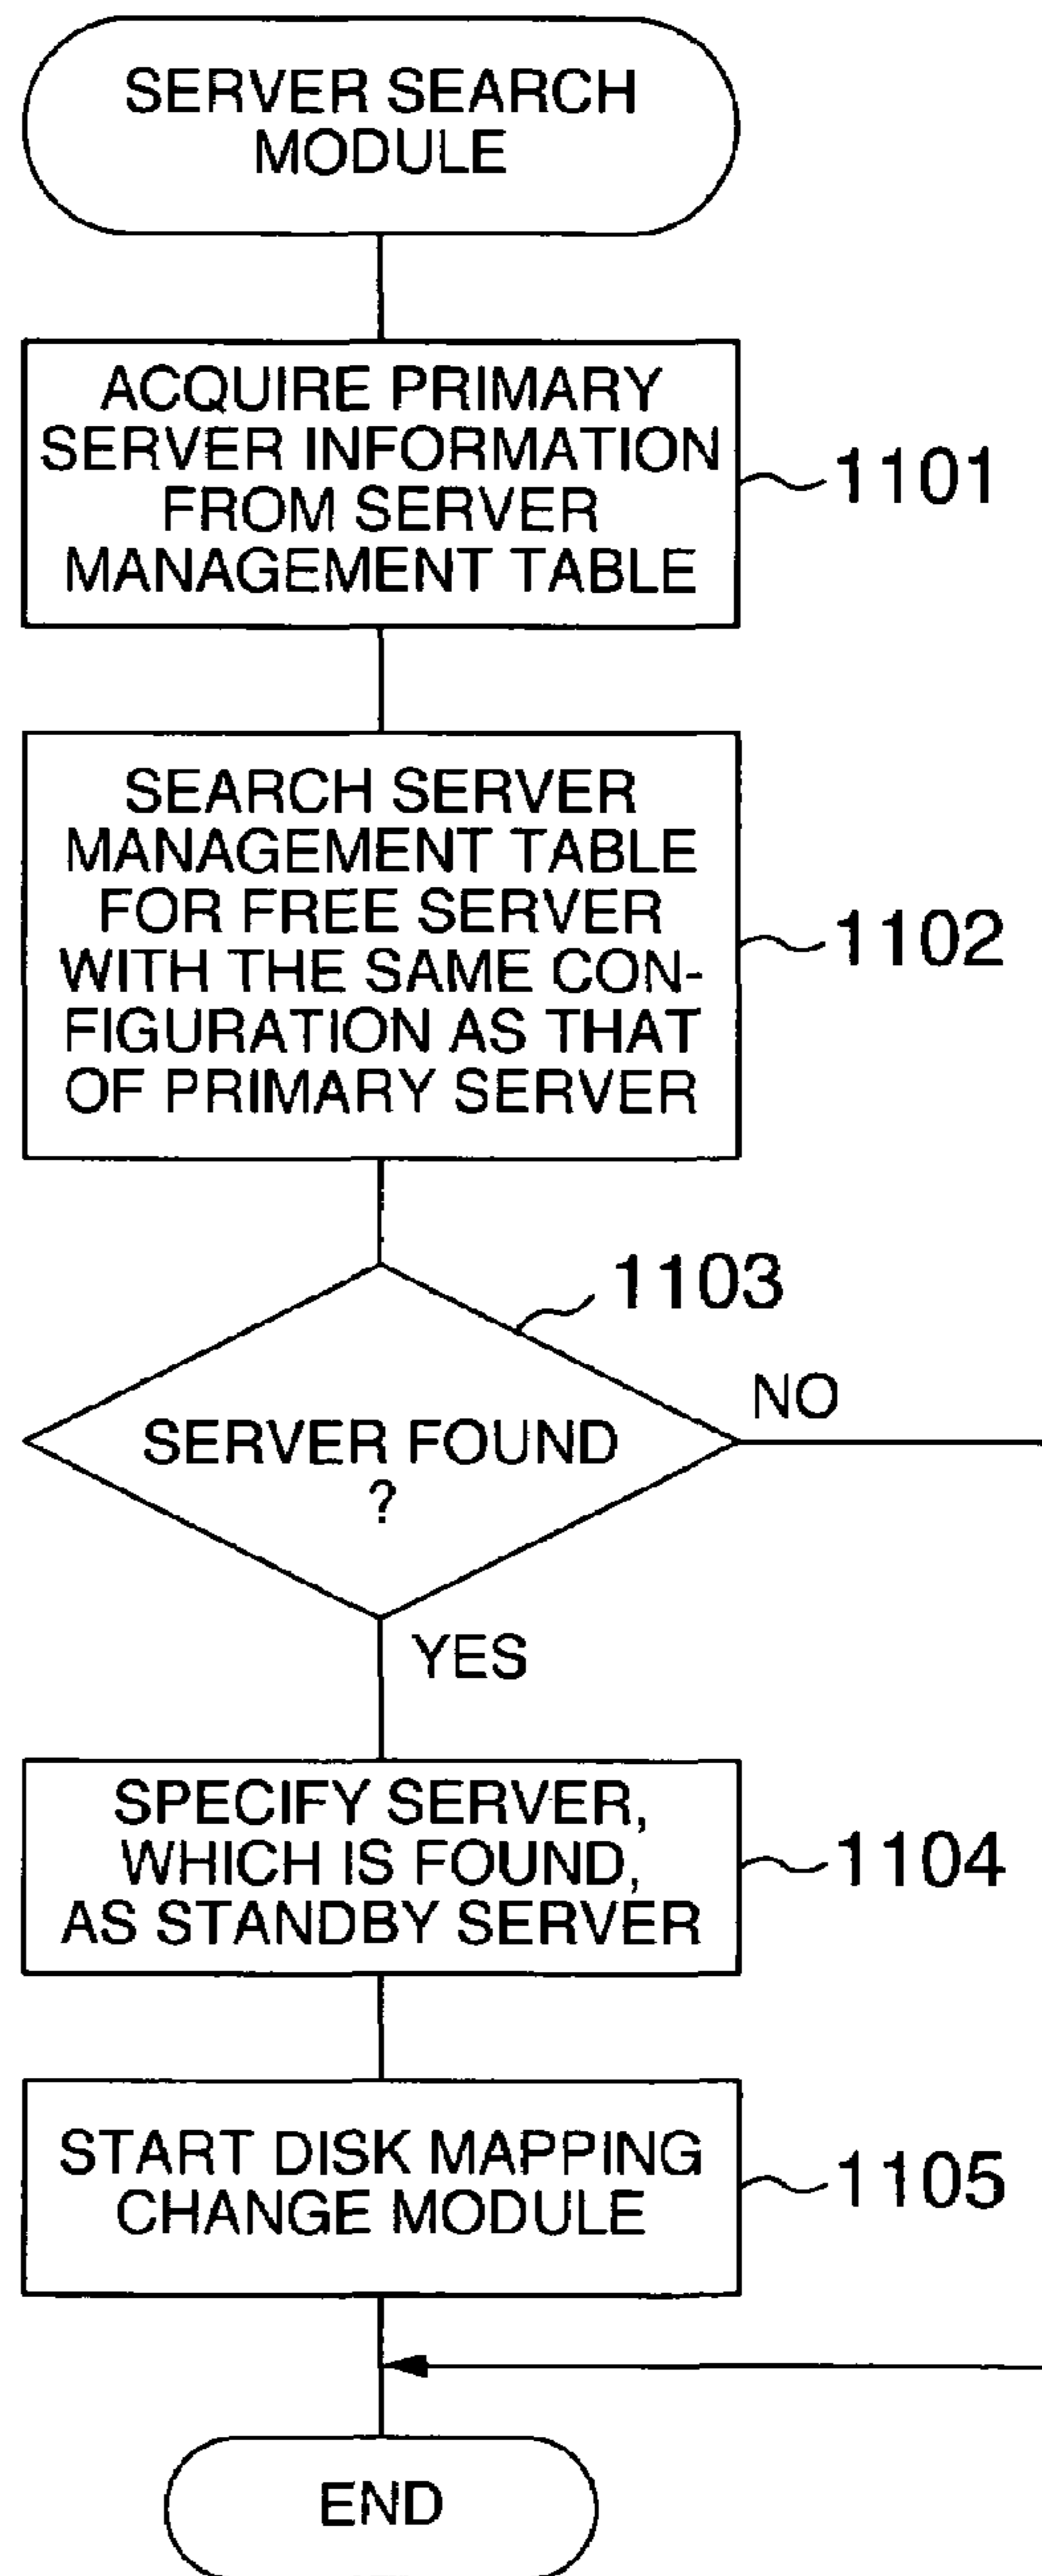 SERVER SEARCH
MODULE
ACQUIRE PRIMARY
SERVER INFORMATION
FROM SERVER
MANAGEMENT TABLE
1101
SEARCH SERVER
MANAGEMENT TABLE
FOR FREE SERVER
WITH THE SAME CON-
FIGURATION AS THAT
OF PRIMARY SERVER
1102
1103
SERVER FOUND
?
NO
YES
SPECIFY SERVER,
WHICH IS FOUND,
AS STANDBY SERVER
1104
START DISK MAPPING
CHANGE MODULE
1105
END